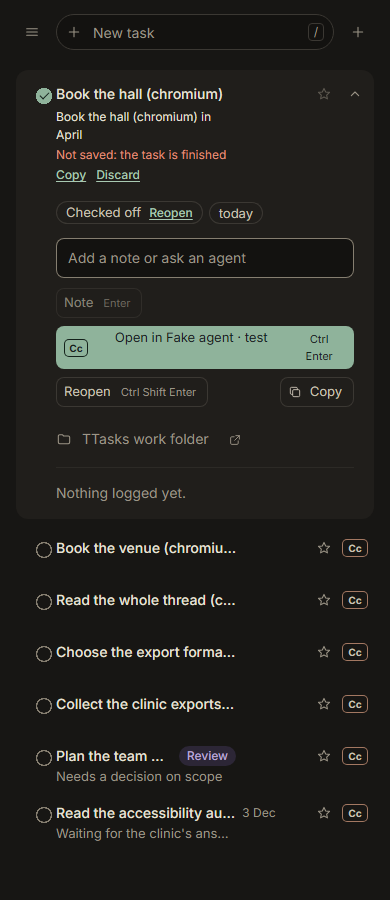 New task
/
Book the hall (chromium)
Book the hall (chromium) in
April
Not saved: the task is finished
Copy Discard
Checked off Reopen today
Add a note or ask an agent
Note Enter
Cc Open in Fake agent · test Ctrl
Enter
Reopen Ctrl Shift Enter Copy
TTasks work folder
Nothing logged yet.
Book the venue (chromiu... Cc
Read the whole thread (c... Cc
Choose the export forma... Cc
Collect the clinic exports... Cc
Plan the team ... Review Cc
Needs a decision on scope
Read the accessibility au... 3 Dec Cc
Waiting for the clinic's ans...